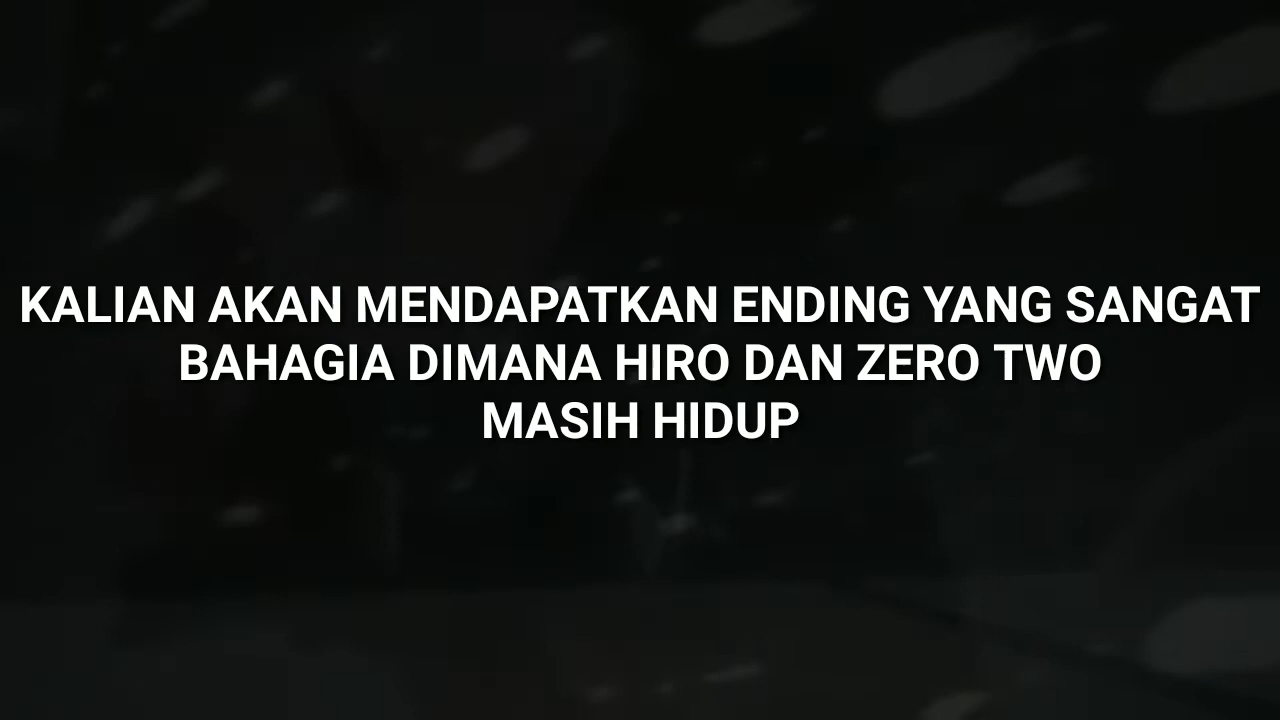 KALIAN AKAN MENDAPATKAN ENDING YANG SANGAT
BAHAGIA DIMANA HIRO DAN ZERO TWO
MASIH HIDUP